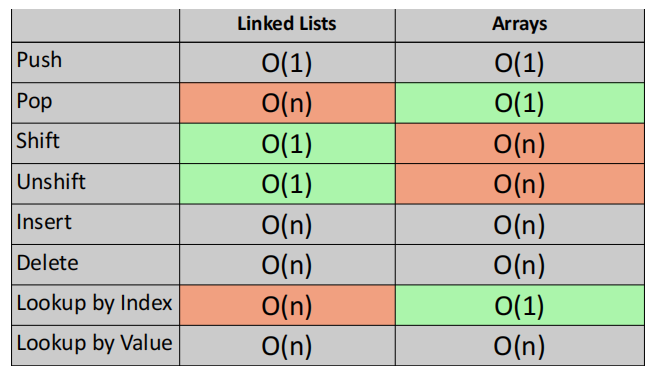 Linked Lists Arrays
Push O(1) O(1)
Pop O(n) O(1)
Shift O(1) O(n)
Unshift O(1) O(n)
Insert O(n) O(n)
Delete O(n) O(n)
Lookup by Index O(n) O(1)
Lookup by Value O(n) O(n)